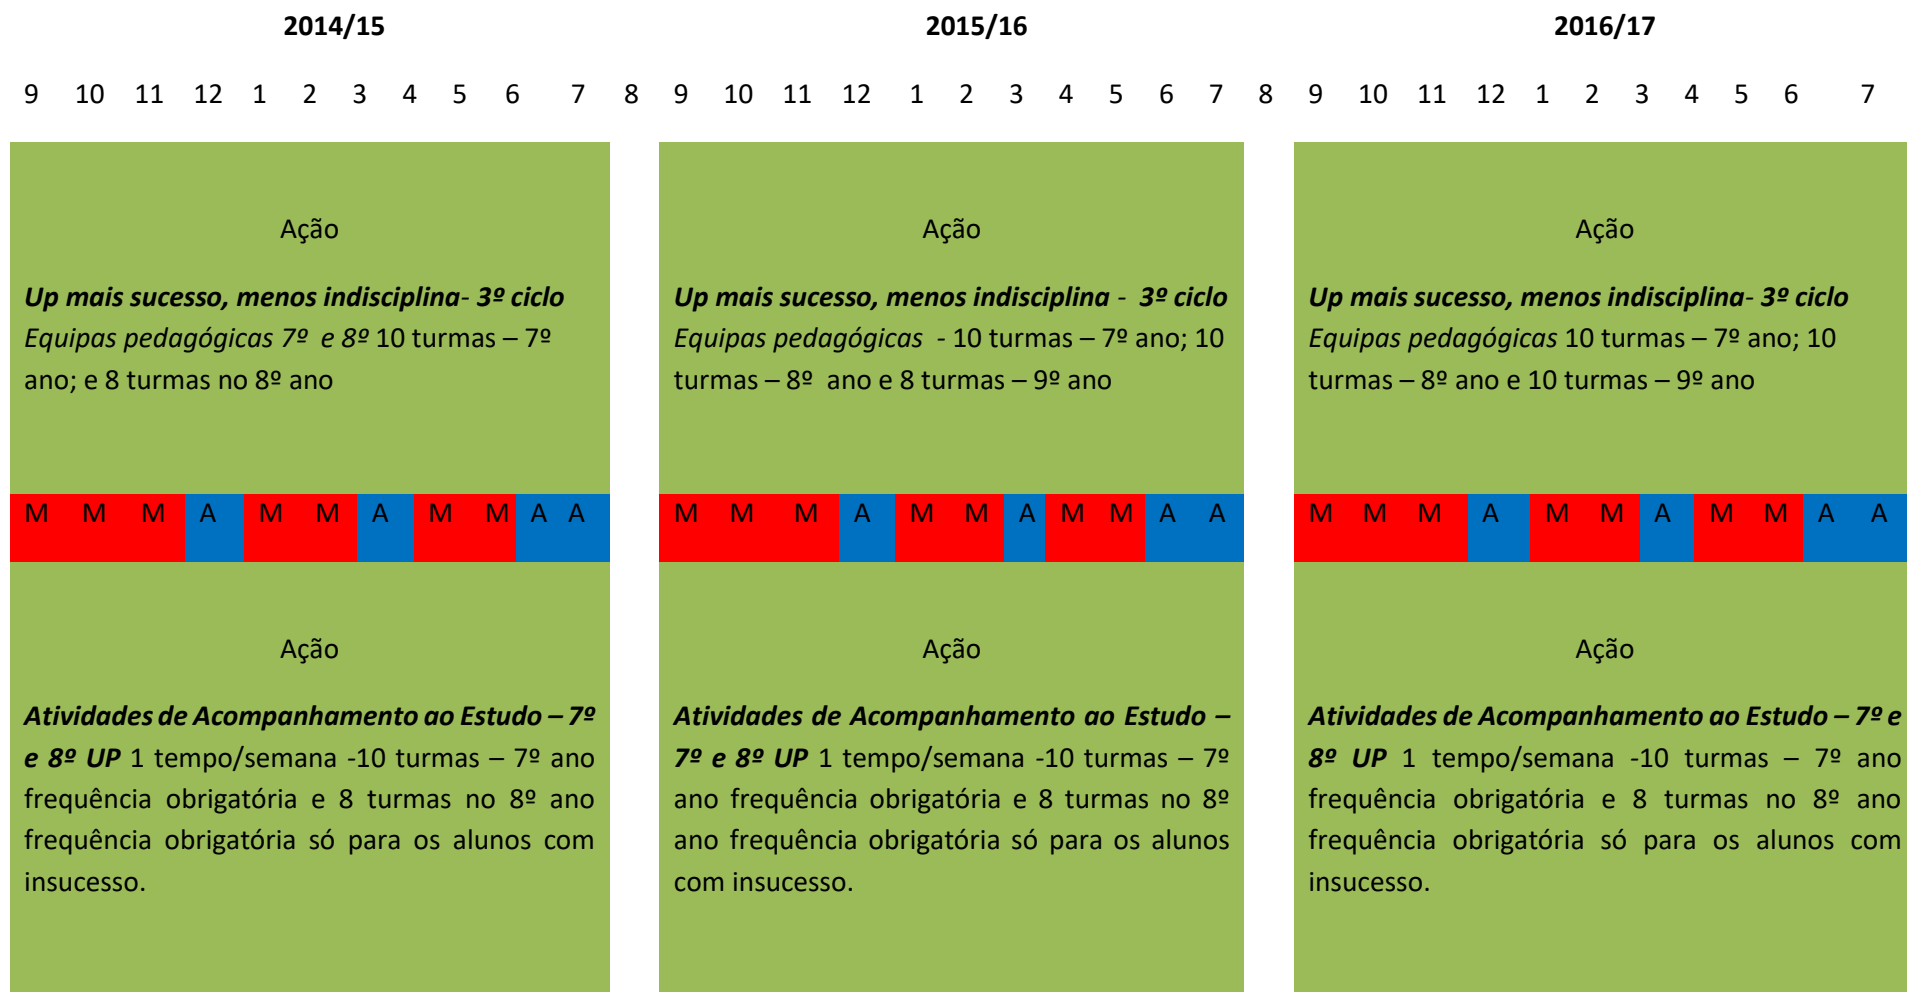 2014/15 2015/16 2016/17
9 10 11 12 1 2 3 4 5 6 7 8 9 10 11 12 1 2 3 4 5 6 7 8 9 10 11 12 1 2 3 4 5 6 7
Ação
Up mais sucesso, menos indisciplina- 3º ciclo
Equipas pedagógicas 7º e 8º 10 turmas – 7º
ano; e 8 turmas no 8º ano
Ação
Up mais sucesso, menos indisciplina - 3º ciclo
Equipas pedagógicas - 10 turmas – 7º ano; 10
turmas – 8º ano e 8 turmas – 9º ano
Ação
Up mais sucesso, menos indisciplina- 3º ciclo
Equipas pedagógicas 10 turmas – 7º ano; 10
turmas – 8º ano e 10 turmas – 9º ano
M M M A M M A M M A A M M M A M M A M M A A M M M A M M A M M A A
Ação
Atividades de Acompanhamento ao Estudo – 7º
e 8º UP 1 tempo/semana -10 turmas – 7º ano
frequência obrigatória e 8 turmas no 8º ano
frequência obrigatória só para os alunos com
insucesso.
Ação
Atividades de Acompanhamento ao Estudo –
7º e 8º UP 1 tempo/semana -10 turmas – 7º
ano frequência obrigatória e 8 turmas no 8º
ano frequência obrigatória só para os alunos
com insucesso.
Ação
Atividades de Acompanhamento ao Estudo – 7º e
8º UP 1 tempo/semana -10 turmas – 7º ano
frequência obrigatória e 8 turmas no 8º ano
frequência obrigatória só para os alunos com
insucesso.